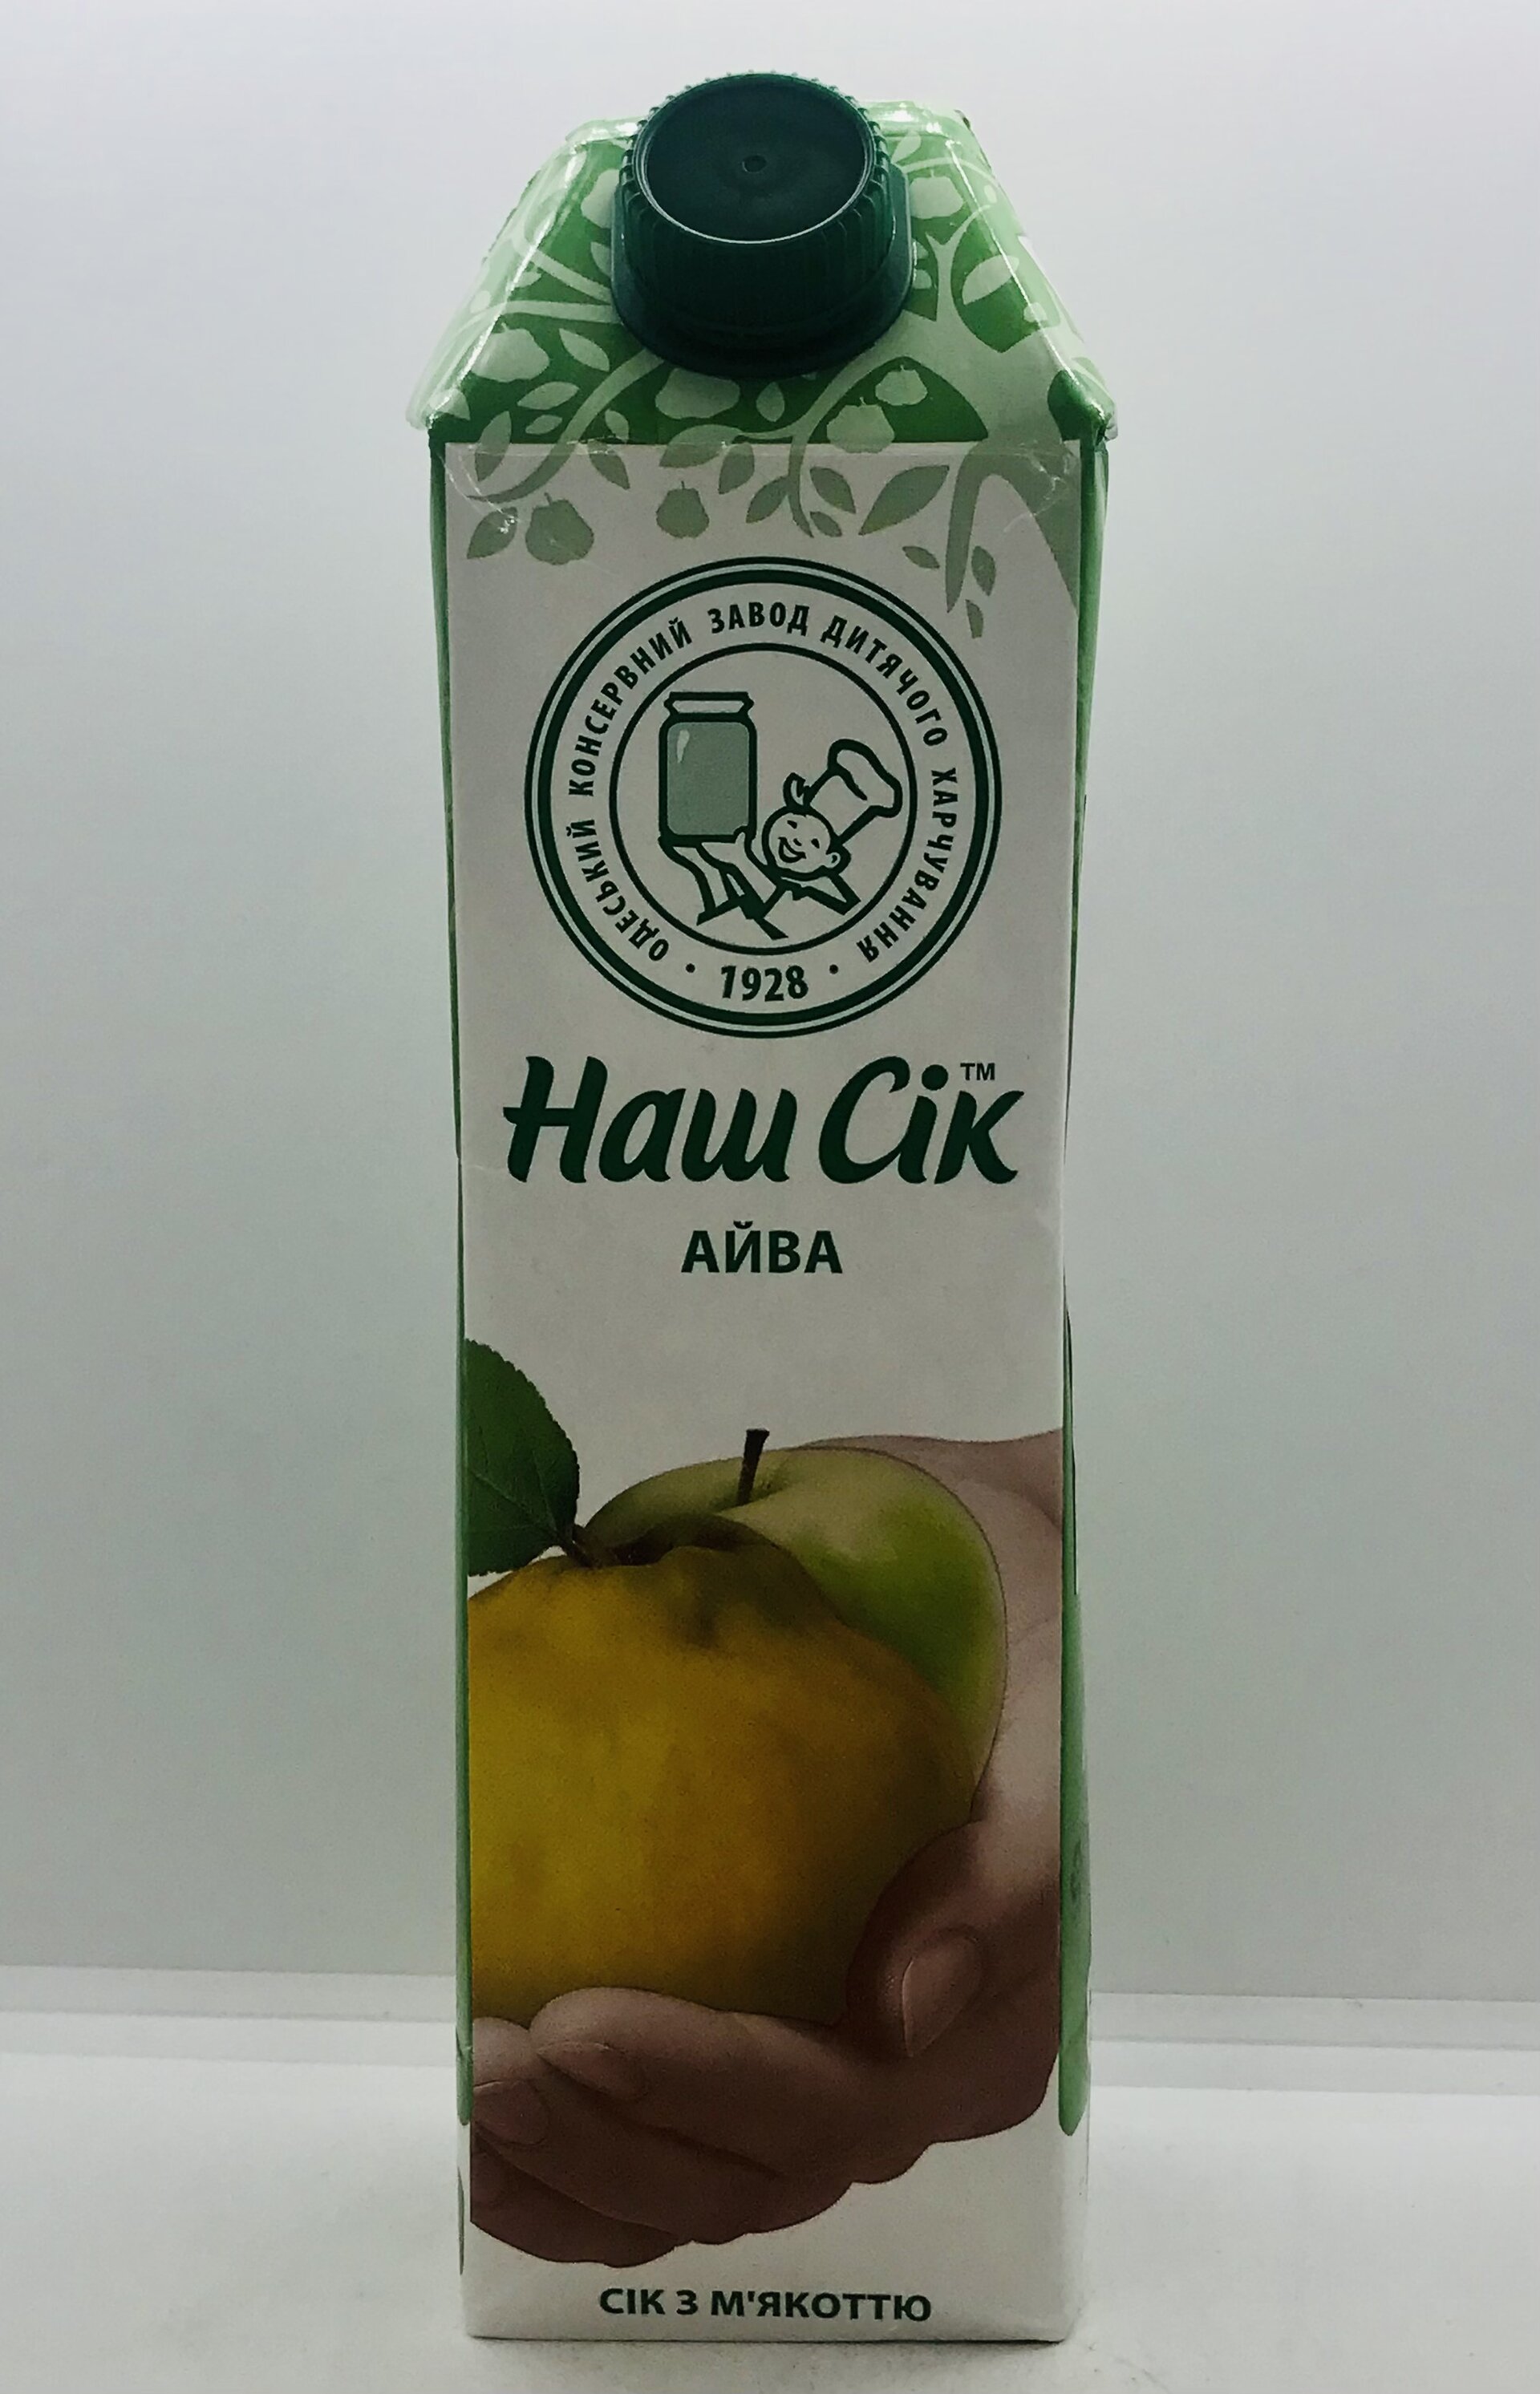 ОДЕСЬКИЙ КОНСЕРВНИЙ ЗАВОД ДИТЯЧОГО ХАРЧУВАННЯ
• 1928 •
Наш Сік™
АЙВА
СІК З М'ЯКОТТЮ